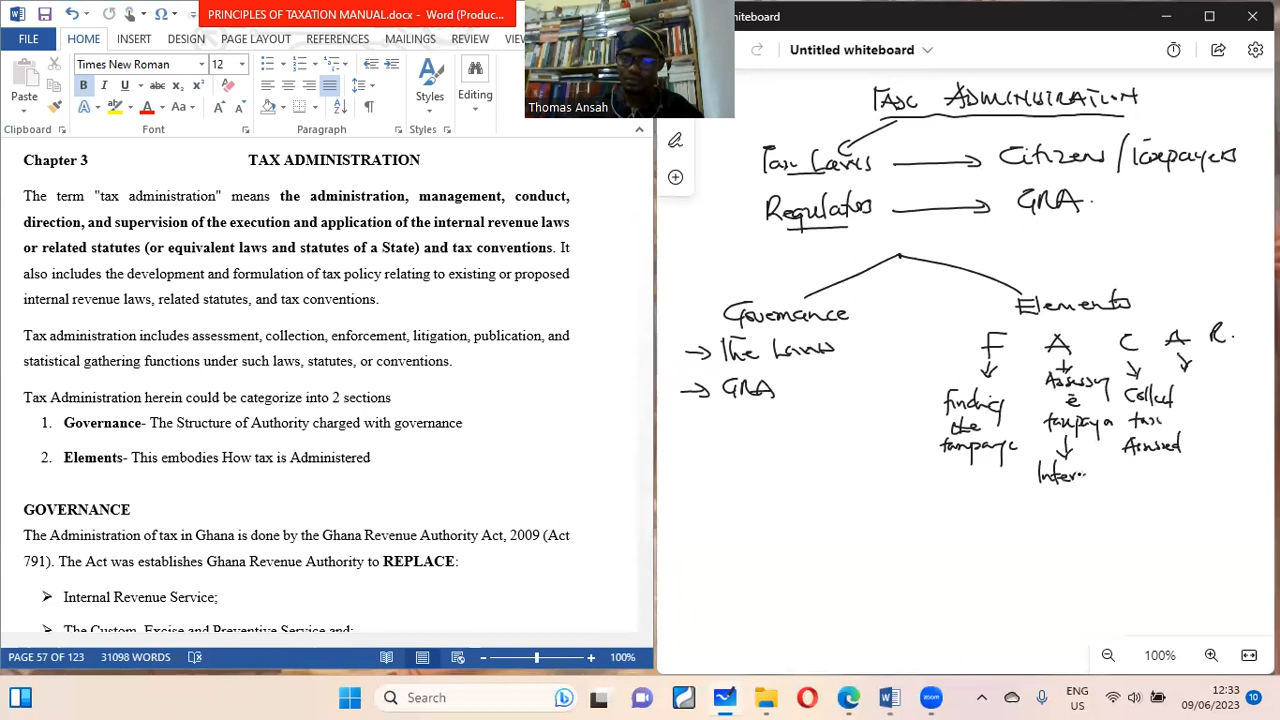 PRINCIPLES OF TAXATION MANUAL.docx - Word (Produc...
FILE HOME INSERT DESIGN PAGE LAYOUT REFERENCES MAILINGS REVIEW
Times New Roman 12
Paste
Styles
Editing
Clipboard
Font
Paragraph
Styles
Thomas Ansah
Chapter 3 TAX ADMINISTRATION
The term "tax administration" means the administration, management, conduct,
direction, and supervision of the execution and application of the internal revenue laws
or related statutes (or equivalent laws and statutes of a State) and tax conventions. It
also includes the development and formulation of tax policy relating to existing or proposed
internal revenue laws, related statutes, and tax conventions.
Tax administration includes assessment, collection, enforcement, litigation, publication, and
statistical gathering functions under such laws, statutes, or conventions.
Tax Administration herein could be categorize into 2 sections
1. Governance- The Structure of Authority charged with governance
2. Elements- This embodies How tax is Administered
GOVERNANCE
The Administration of tax in Ghana is done by the Ghana Revenue Authority Act, 2009 (Act
791). The Act was establishes Ghana Revenue Authority to REPLACE:
➢ Internal Revenue Service;
➢ The Custom, Excise and Preventive Service and;
PAGE 57 OF 123 31098 WORDS 100%
Untitled whiteboard
TAX ADMINISTRATION
Tax Laws → Citizens / Taxpayers
Regulators → GRA.
Governance Elements
→ The Laws
→ GRA
F A C A R.
Finding
the
Collect
tax
Assessed
100%
Search
ENG
US
12:33
09/06/2023
10